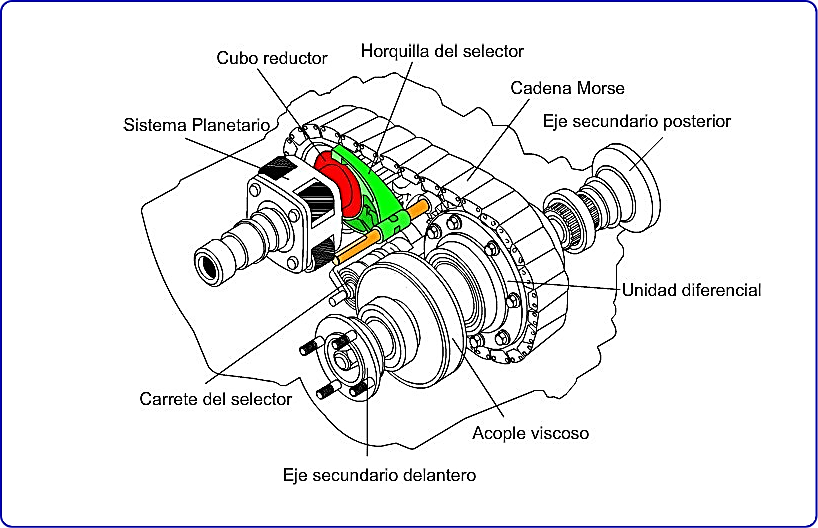 Horquilla del selector
Cubo reductor
Cadena Morse
Sistema Planetario
Eje secundario posterior
Unidad diferencial
Carrete del selector
Acople viscoso
Eje secundario delantero